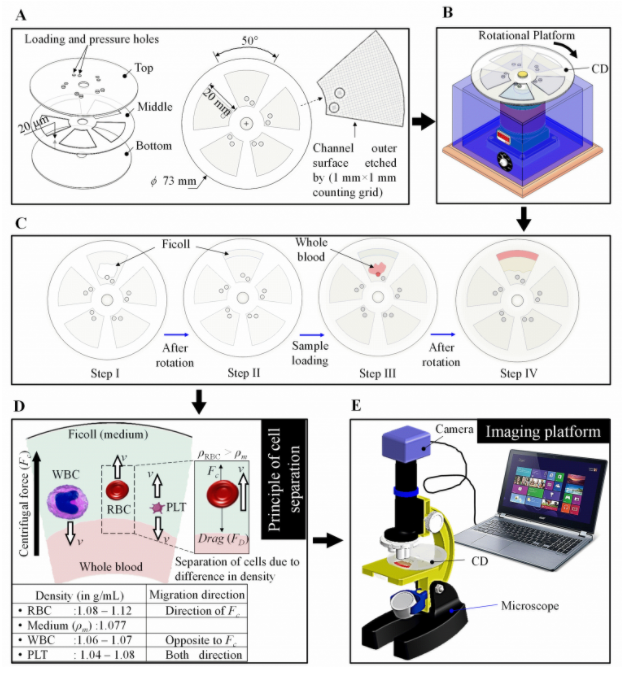 A
Loading and pressure holes
Top
Middle
20 µm
Bottom
50°
20 mm
ϕ 73 mm
Channel outer
surface etched
by (1 mm×1 mm
counting grid)
B
Rotational Platform
CD
C
Ficoll
Whole
blood
After
rotation
Sample
loading
After
rotation
Step I
Step II
Step III
Step IV
D
Ficoll (medium)
Centrifugal force (Fc)
WBC
v
v
RBC
v
PLT
v
Whole blood
ρRBC > ρm
Fc
v
Drag (FD)
Separation of cells due to
difference in density
Principle of cell
separation
Density (in g/mL) Migration direction
• RBC :1.08 – 1.12 Direction of Fc
• Medium (ρm) :1.077
• WBC :1.06 – 1.07 Opposite to Fc
• PLT :1.04 – 1.08 Both direction
E
Imaging platform
Camera
CD
Microscope